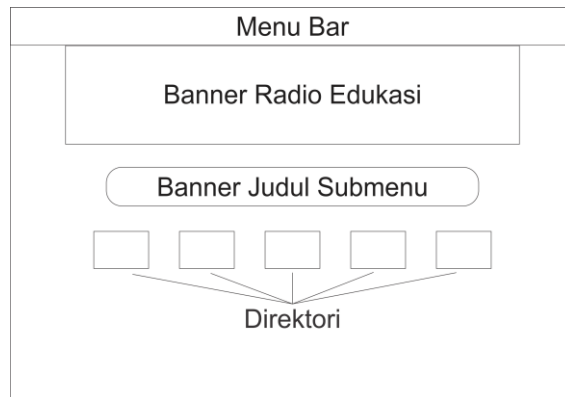 Menu Bar
Banner Radio Edukasi
Banner Judul Submenu
Direktori